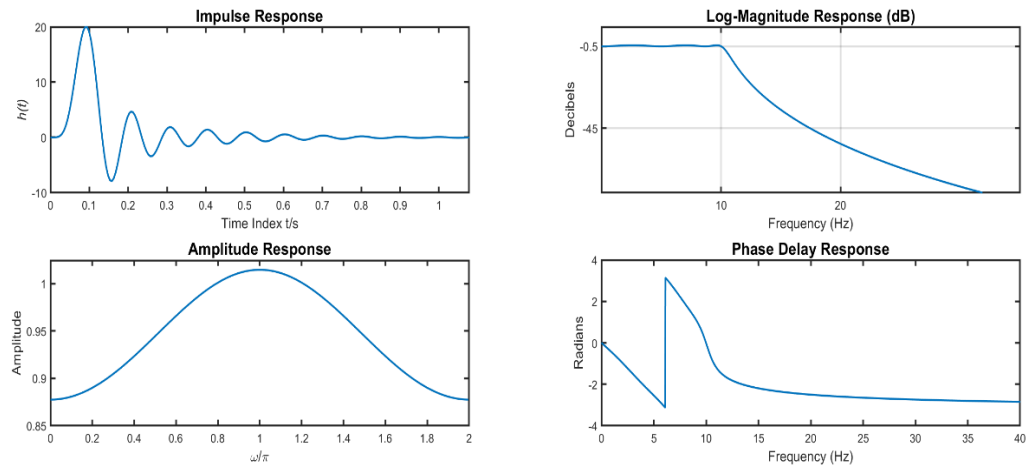 Impulse Response
20
10
0
-10
h(t)
0 0.1 0.2 0.3 0.4 0.5 0.6 0.7 0.8 0.9 1
Time Index t/s
Log-Magnitude Response (dB)
-0.5
-45
Decibels
10 20
Frequency (Hz)
Amplitude Response
1
0.95
0.9
0.85
Amplitude
0 0.2 0.4 0.6 0.8 1 1.2 1.4 1.6 1.8 2
ω/π
Phase Delay Response
4
2
0
-2
-4
Radians
0 5 10 15 20 25 30 35 40
Frequency (Hz)